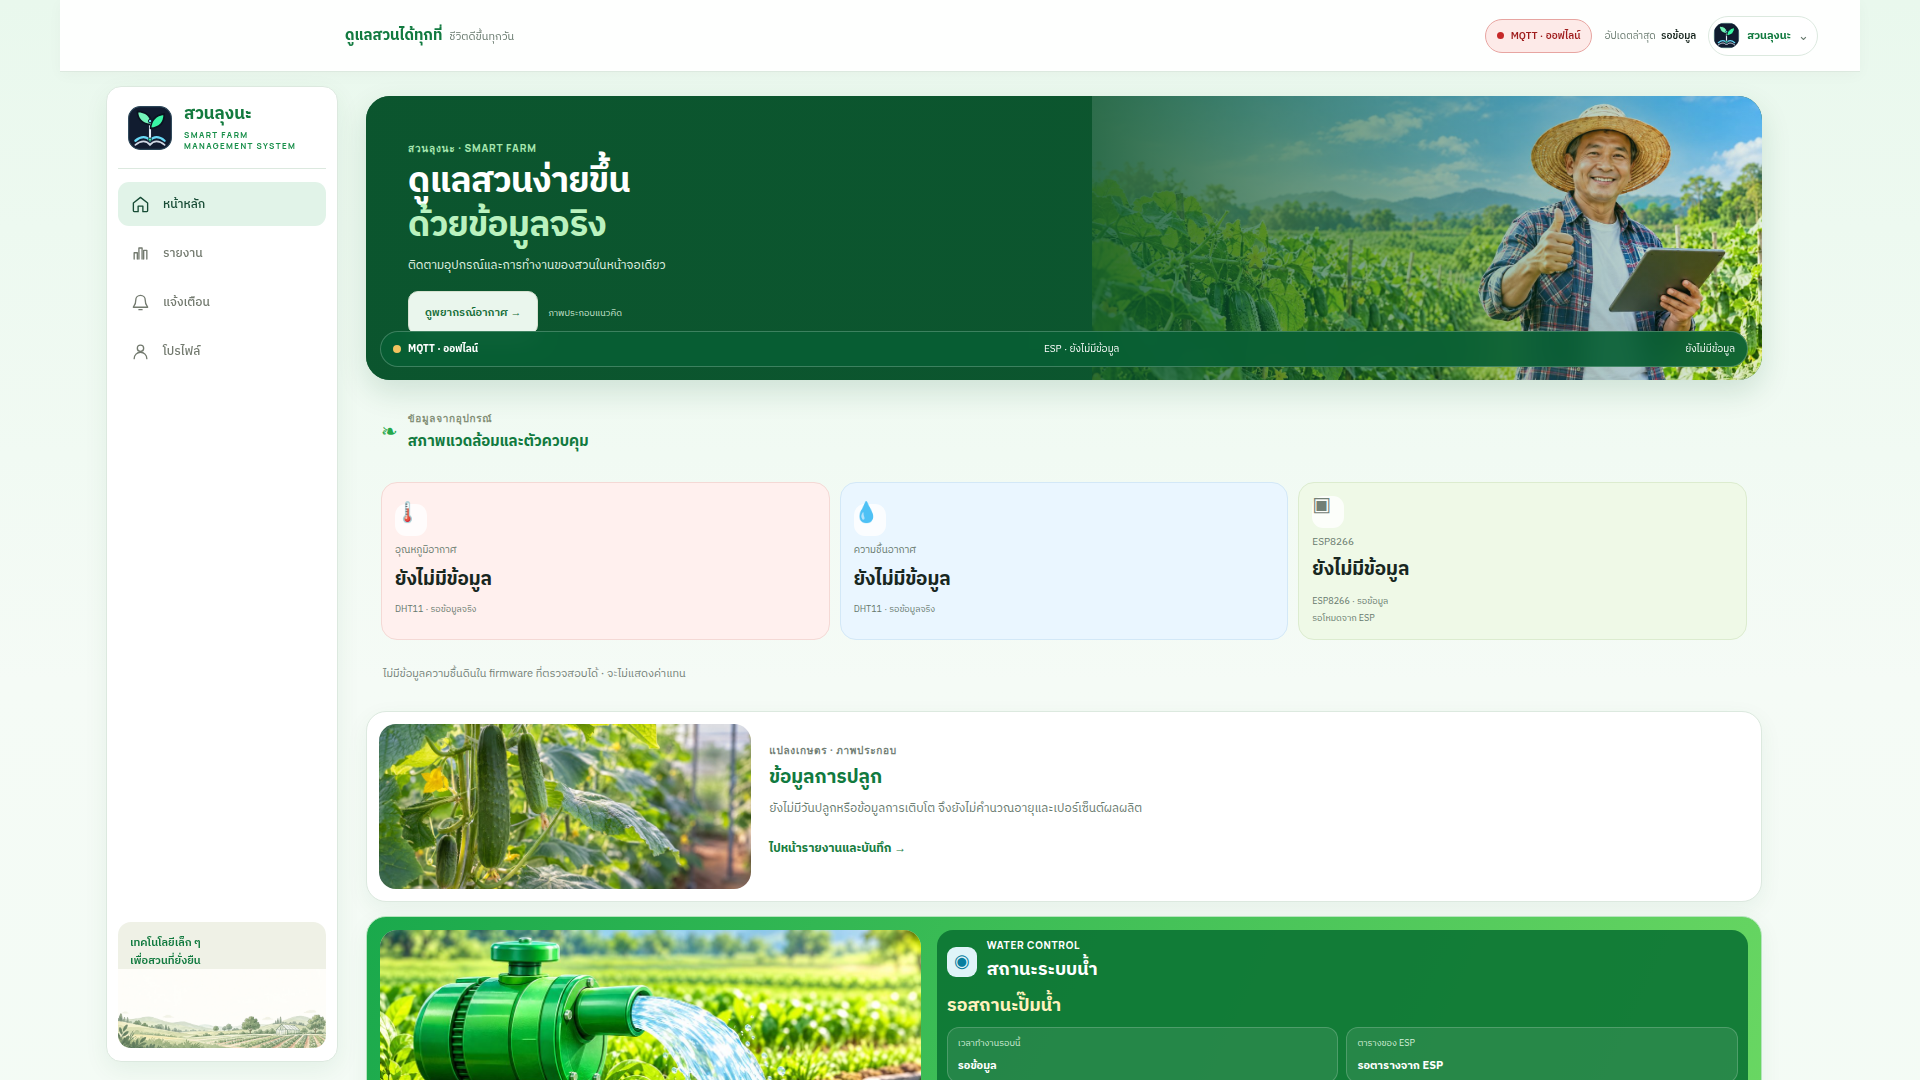 ดูแลสวนได้ทุกที่ ชีวิตดีขึ้นทุกวัน
MQTT · ออฟไลน์
อัปเดตล่าสุด รอข้อมูล
สวนลุงนะ
สวนลุงนะ
SMART FARM
MANAGEMENT SYSTEM
หน้าหลัก
รายงาน
แจ้งเตือน
โปรไฟล์
เทคโนโลยีเล็ก ๆ
เพื่อสวนที่ยั่งยืน
สวนลุงนะ · SMART FARM
ดูแลสวนง่ายขึ้น
ด้วยข้อมูลจริง
ติดตามอุปกรณ์และการทำงานของสวนในหน้าจอเดียว
ดูพยากรณ์อากาศ →
ภาพประกอบแนวคิด
MQTT · ออฟไลน์
ESP · ยังไม่มีข้อมูล
ยังไม่มีข้อมูล
ข้อมูลจากอุปกรณ์
สภาพแวดล้อมและตัวควบคุม
อุณหภูมิอากาศ
ยังไม่มีข้อมูล
DHT11 · รอข้อมูลจริง
ความชื้นอากาศ
ยังไม่มีข้อมูล
DHT11 · รอข้อมูลจริง
ESP8266
ยังไม่มีข้อมูล
ESP8266 · รอข้อมูล
รอโหมดจาก ESP
ไม่มีข้อมูลความชื้นดินใน firmware ที่ตรวจสอบได้ · จะไม่แสดงค่าแทน
แปลงเกษตร · ภาพประกอบ
ข้อมูลการปลูก
ยังไม่มีวันปลูกหรือข้อมูลการเติบโต จึงยังไม่คำนวณอายุและเปอร์เซ็นต์ผลผลิต
ไปหน้ารายงานและบันทึก →
WATER CONTROL
สถานะระบบน้ำ
รอสถานะปั๊มน้ำ
เวลาทำงานรอบนี้
รอข้อมูล
ตารางของ ESP
รอตารางจาก ESP